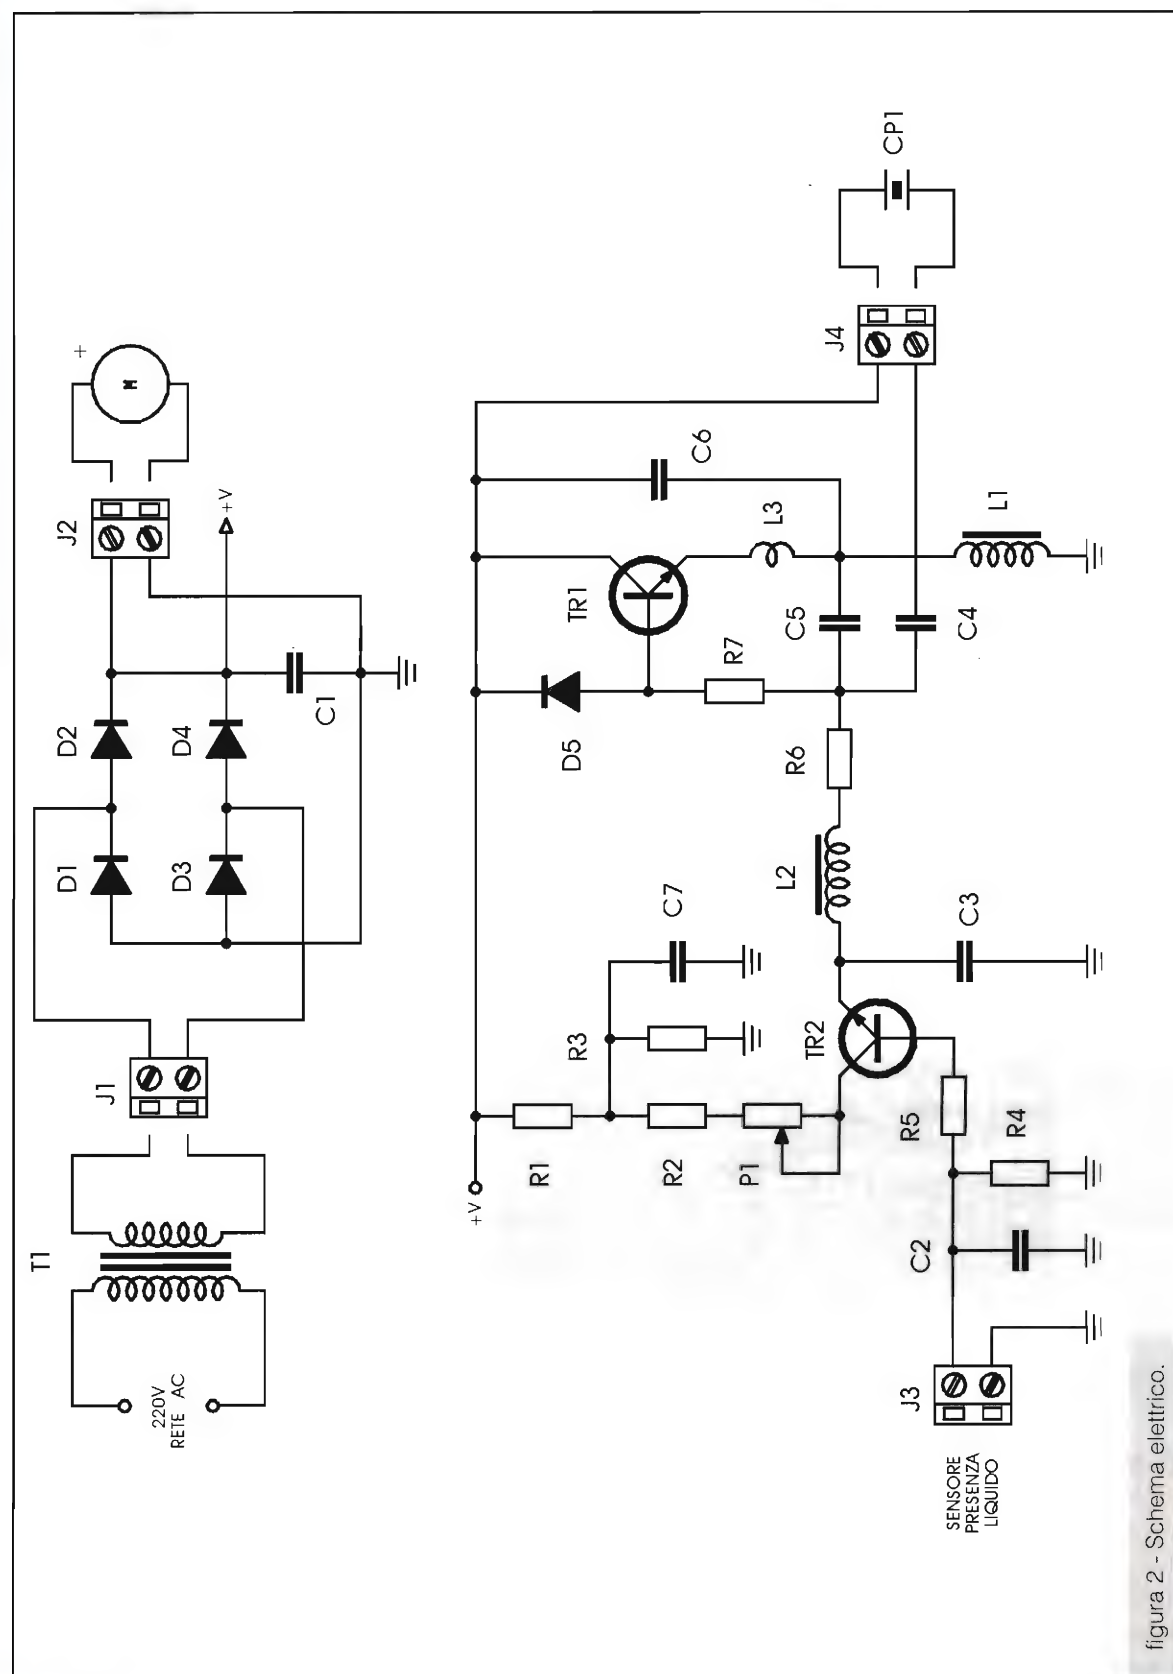 T1
220V
RETE AC
J1
D1
D2
D3
D4
C1
J2
+
M
+V
+V
R1
R2
P1
R3
C7
TR2
L2
C3
R6
D5
R7
TR1
C5
C4
L3
C6
L1
J4
CP1
SENSORE
PRESENZA
LIQUIDO
J3
C2
R5
R4
figura 2 - Schema elettrico.